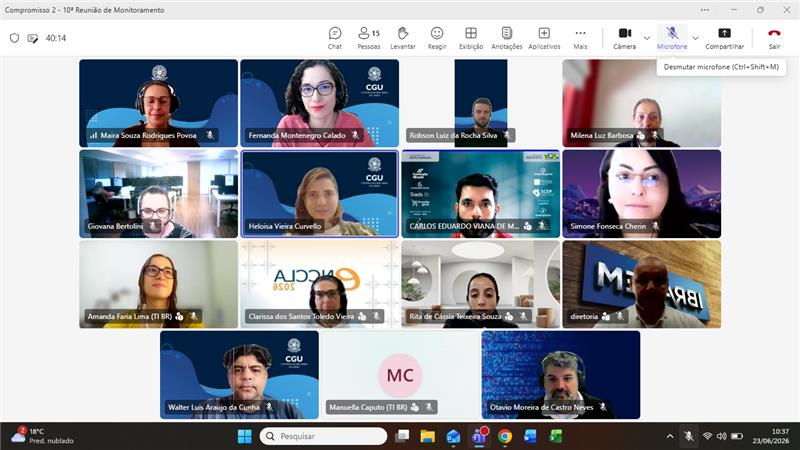 Compromisso 2 - 10ª Reunião de Monitoramento
40:14
Chat
15
Pessoas
Levantar
Reagir
Exibição
Anotações
Aplicativos
Mais
Câmera
Microfone
Compartilhar
Sair
Desmutar microfone (Ctrl+Shift+M)
CGU
Maira Souza Rodrigues Povoa
CGU
Fernanda Montenegro Calado
Robson Luiz da Rocha Silva
Milena Luz Barbosa
Giovana Bertolini
CGU
Heloisa Vieira Curvello
Siads
SCDP
CARLOS EDUARDO VIANA DE M...
Simone Fonseca Cherin
Amanda Faria Lima (TI BR)
eNCCLA
2026
Clarissa dos Santos Toledo Vieira
Rita de Cássia Teixeira Souza
diretoria
CGU
Walter Luis Araujo da Cunha
MC
Manuella Caputo (TI BR)
Otavio Moreira de Castro Neves
2
18°C
Pred. nublado
Pesquisar
10:37
23/06/2026